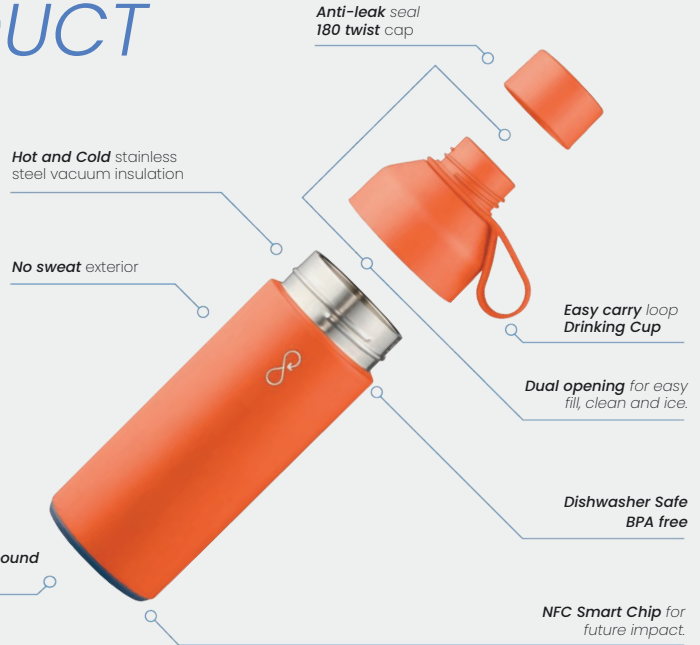 UCT
Anti-leak seal
180 twist cap
Hot and Cold stainless
steel vacuum insulation
No sweat exterior
Easy carry loop
Drinking Cup
Dual opening for easy
fill, clean and ice.
Dishwasher Safe
BPA free
ound
NFC Smart Chip for
future impact.